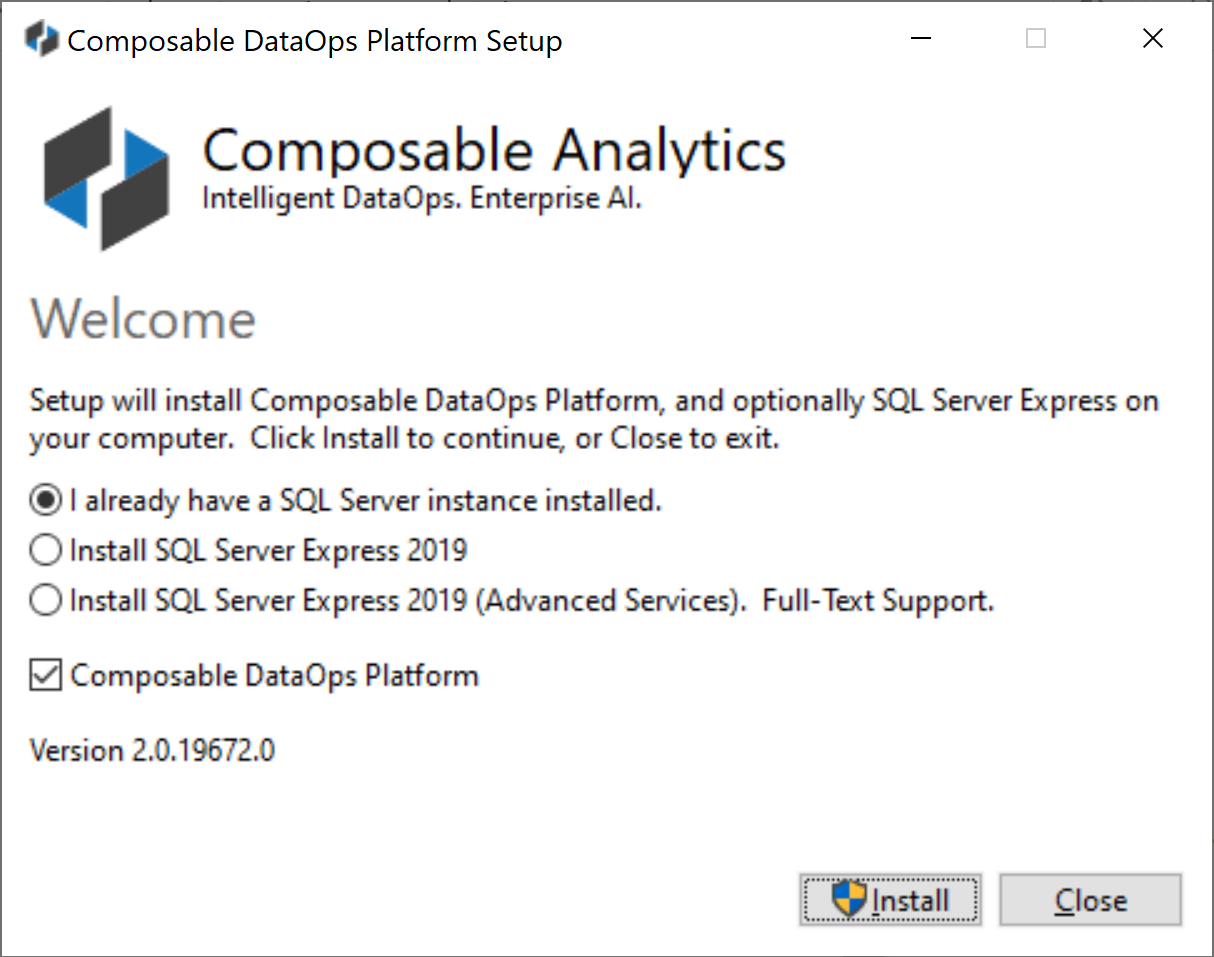 Composable DataOps Platform Setup
Composable Analytics
Intelligent DataOps. Enterprise AI.
Welcome
Setup will install Composable DataOps Platform, and optionally SQL Server Express on
your computer.  Click Install to continue, or Close to exit.
I already have a SQL Server instance installed.
Install SQL Server Express 2019
Install SQL Server Express 2019 (Advanced Services).  Full-Text Support.
Composable DataOps Platform
Version 2.0.19672.0
Install
Close